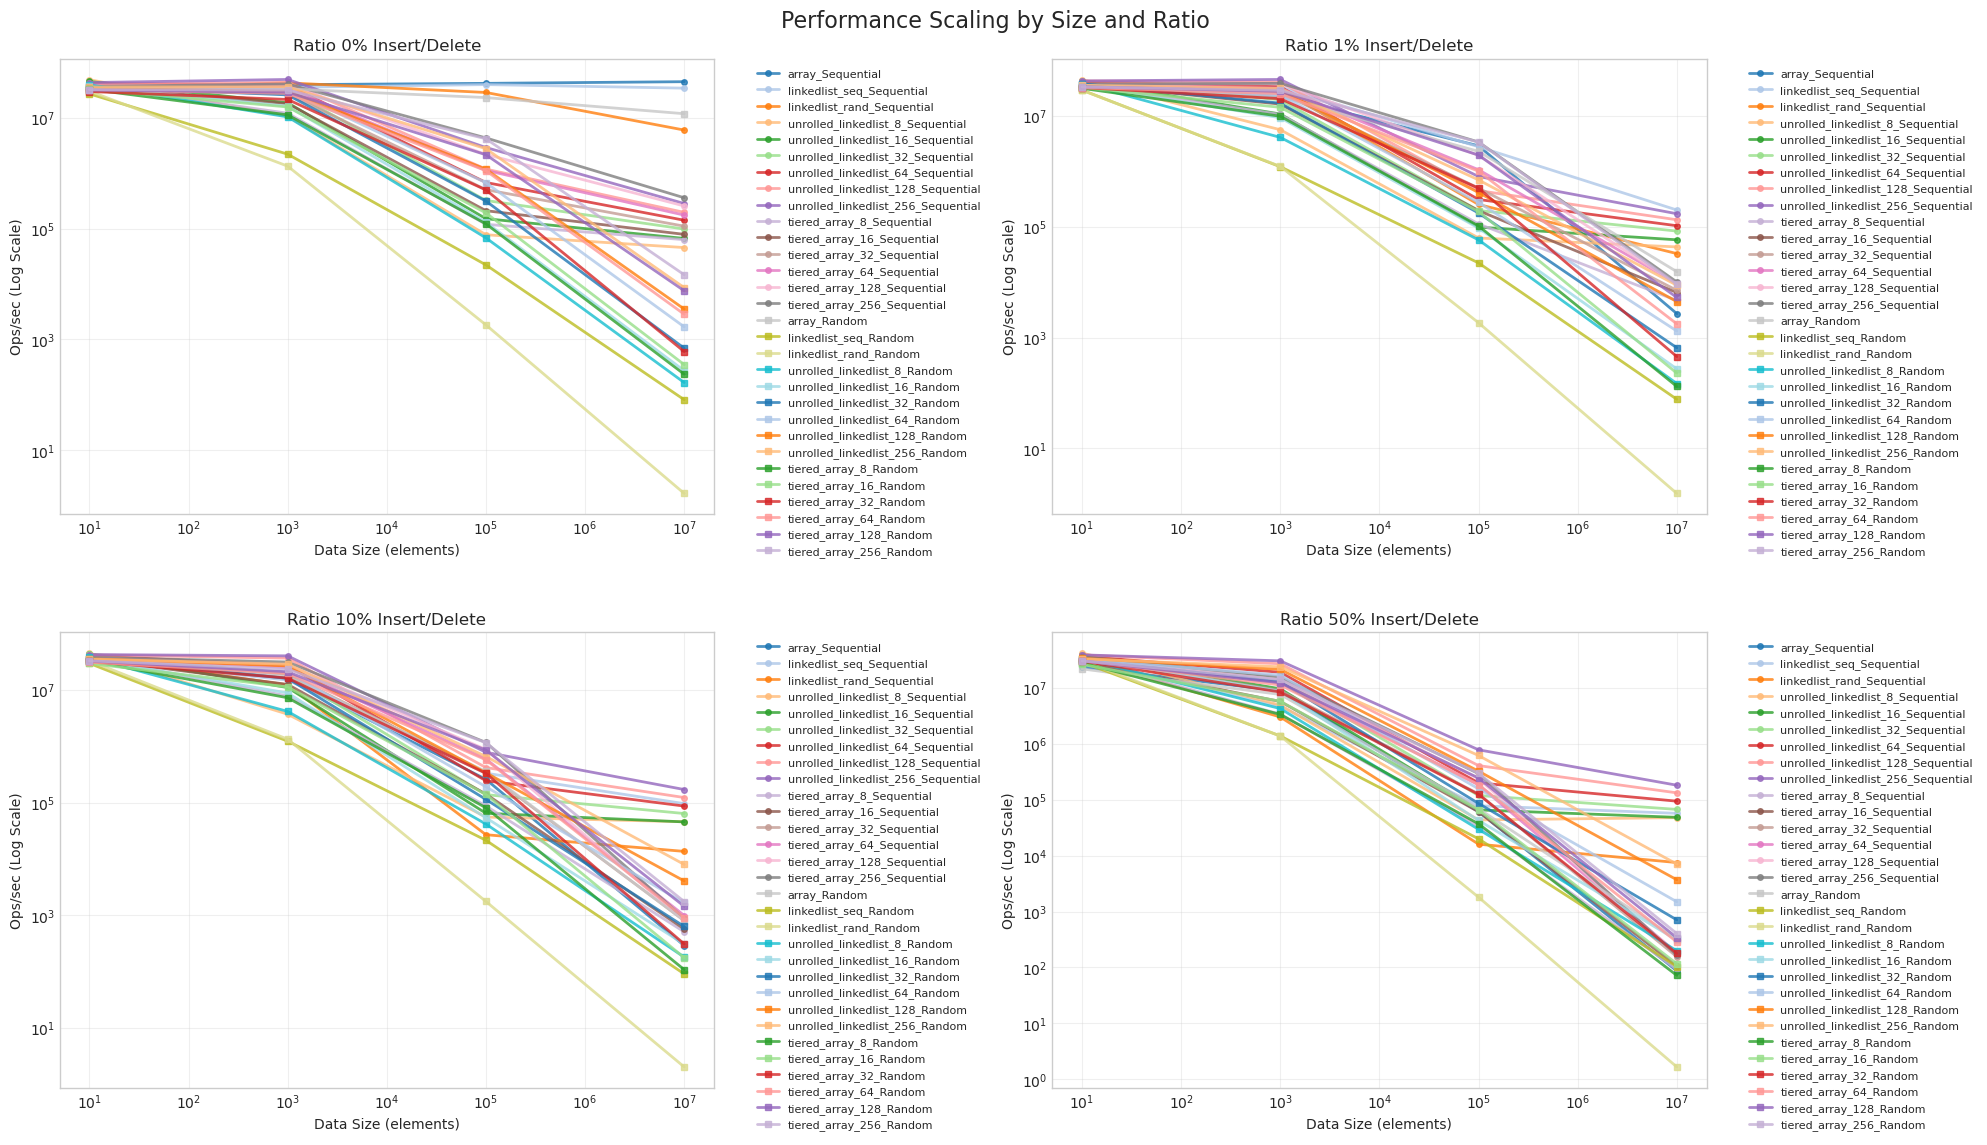 Performance Scaling by Size and Ratio
Ratio 0% Insert/Delete
Ops/sec (Log Scale)
10^7
10^5
10^3
10^1
10^1 10^2 10^3 10^4 10^5 10^6 10^7
Data Size (elements)
array_Sequential
linkedlist_seq_Sequential
linkedlist_rand_Sequential
unrolled_linkedlist_8_Sequential
unrolled_linkedlist_16_Sequential
unrolled_linkedlist_32_Sequential
unrolled_linkedlist_64_Sequential
unrolled_linkedlist_128_Sequential
unrolled_linkedlist_256_Sequential
tiered_array_8_Sequential
tiered_array_16_Sequential
tiered_array_32_Sequential
tiered_array_64_Sequential
tiered_array_128_Sequential
tiered_array_256_Sequential
array_Random
linkedlist_seq_Random
linkedlist_rand_Random
unrolled_linkedlist_8_Random
unrolled_linkedlist_16_Random
unrolled_linkedlist_32_Random
unrolled_linkedlist_64_Random
unrolled_linkedlist_128_Random
unrolled_linkedlist_256_Random
tiered_array_8_Random
tiered_array_16_Random
tiered_array_32_Random
tiered_array_64_Random
tiered_array_128_Random
tiered_array_256_Random
Ratio 1% Insert/Delete
Ops/sec (Log Scale)
10^7
10^5
10^3
10^1
10^1 10^2 10^3 10^4 10^5 10^6 10^7
Data Size (elements)
array_Sequential
linkedlist_seq_Sequential
linkedlist_rand_Sequential
unrolled_linkedlist_8_Sequential
unrolled_linkedlist_16_Sequential
unrolled_linkedlist_32_Sequential
unrolled_linkedlist_64_Sequential
unrolled_linkedlist_128_Sequential
unrolled_linkedlist_256_Sequential
tiered_array_8_Sequential
tiered_array_16_Sequential
tiered_array_32_Sequential
tiered_array_64_Sequential
tiered_array_128_Sequential
tiered_array_256_Sequential
array_Random
linkedlist_seq_Random
linkedlist_rand_Random
unrolled_linkedlist_8_Random
unrolled_linkedlist_16_Random
unrolled_linkedlist_32_Random
unrolled_linkedlist_64_Random
unrolled_linkedlist_128_Random
unrolled_linkedlist_256_Random
tiered_array_8_Random
tiered_array_16_Random
tiered_array_32_Random
tiered_array_64_Random
tiered_array_128_Random
tiered_array_256_Random
Ratio 10% Insert/Delete
Ops/sec (Log Scale)
10^7
10^5
10^3
10^1
10^1 10^2 10^3 10^4 10^5 10^6 10^7
Data Size (elements)
array_Sequential
linkedlist_seq_Sequential
linkedlist_rand_Sequential
unrolled_linkedlist_8_Sequential
unrolled_linkedlist_16_Sequential
unrolled_linkedlist_32_Sequential
unrolled_linkedlist_64_Sequential
unrolled_linkedlist_128_Sequential
unrolled_linkedlist_256_Sequential
tiered_array_8_Sequential
tiered_array_16_Sequential
tiered_array_32_Sequential
tiered_array_64_Sequential
tiered_array_128_Sequential
tiered_array_256_Sequential
array_Random
linkedlist_seq_Random
linkedlist_rand_Random
unrolled_linkedlist_8_Random
unrolled_linkedlist_16_Random
unrolled_linkedlist_32_Random
unrolled_linkedlist_64_Random
unrolled_linkedlist_128_Random
unrolled_linkedlist_256_Random
tiered_array_8_Random
tiered_array_16_Random
tiered_array_32_Random
tiered_array_64_Random
tiered_array_128_Random
tiered_array_256_Random
Ratio 50% Insert/Delete
Ops/sec (Log Scale)
10^7
10^6
10^5
10^4
10^3
10^2
10^1
10^0
10^1 10^2 10^3 10^4 10^5 10^6 10^7
Data Size (elements)
array_Sequential
linkedlist_seq_Sequential
linkedlist_rand_Sequential
unrolled_linkedlist_8_Sequential
unrolled_linkedlist_16_Sequential
unrolled_linkedlist_32_Sequential
unrolled_linkedlist_64_Sequential
unrolled_linkedlist_128_Sequential
unrolled_linkedlist_256_Sequential
tiered_array_8_Sequential
tiered_array_16_Sequential
tiered_array_32_Sequential
tiered_array_64_Sequential
tiered_array_128_Sequential
tiered_array_256_Sequential
array_Random
linkedlist_seq_Random
linkedlist_rand_Random
unrolled_linkedlist_8_Random
unrolled_linkedlist_16_Random
unrolled_linkedlist_32_Random
unrolled_linkedlist_64_Random
unrolled_linkedlist_128_Random
unrolled_linkedlist_256_Random
tiered_array_8_Random
tiered_array_16_Random
tiered_array_32_Random
tiered_array_64_Random
tiered_array_128_Random
tiered_array_256_Random